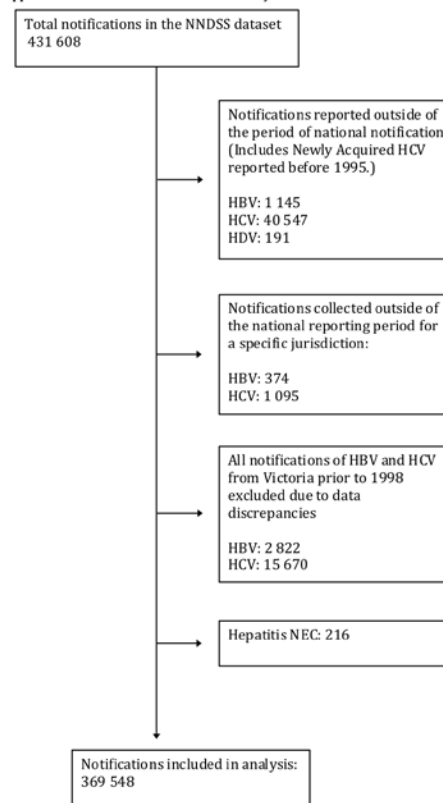 Total notifications in the NNDSS dataset
431 608
Notifications reported outside of
the period of national notification
(Includes Newly Acquired HCV
reported before 1995.)
HBV: 1 145
HCV: 40 547
HDV: 191
Notifications collected outside of
the national reporting period for
a specific jurisdiction:
HBV: 374
HCV: 1 095
All notifications of HBV and HCV
from Victoria prior to 1998
excluded due to data
discrepancies
HBV: 2 822
HCV: 15 670
Hepatitis NEC: 216
Notifications included in analysis:
369 548